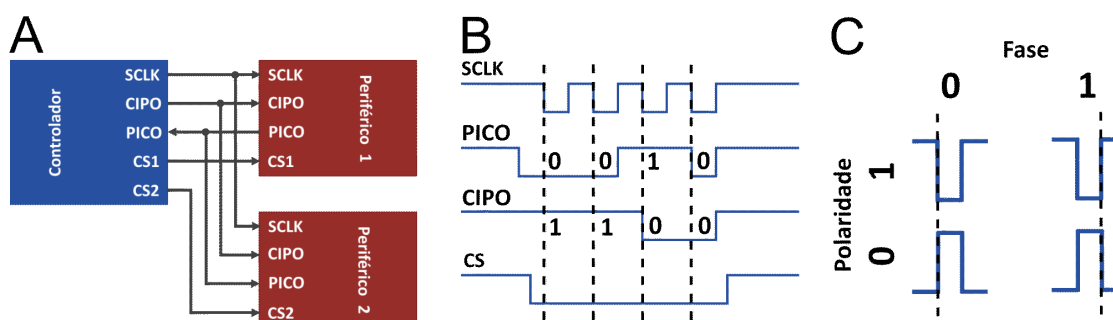 A
Controlador
SCLK
CIPO
PICO
CS1
CS2
SCLK
CIPO
PICO
CS1
Periférico 1
SCLK
CIPO
PICO
CS2
Periférico 2
B
SCLK
PICO
0 0 1 0
CIPO
1 1 0 0
CS
C
Fase
0 1
Polaridade
1
0